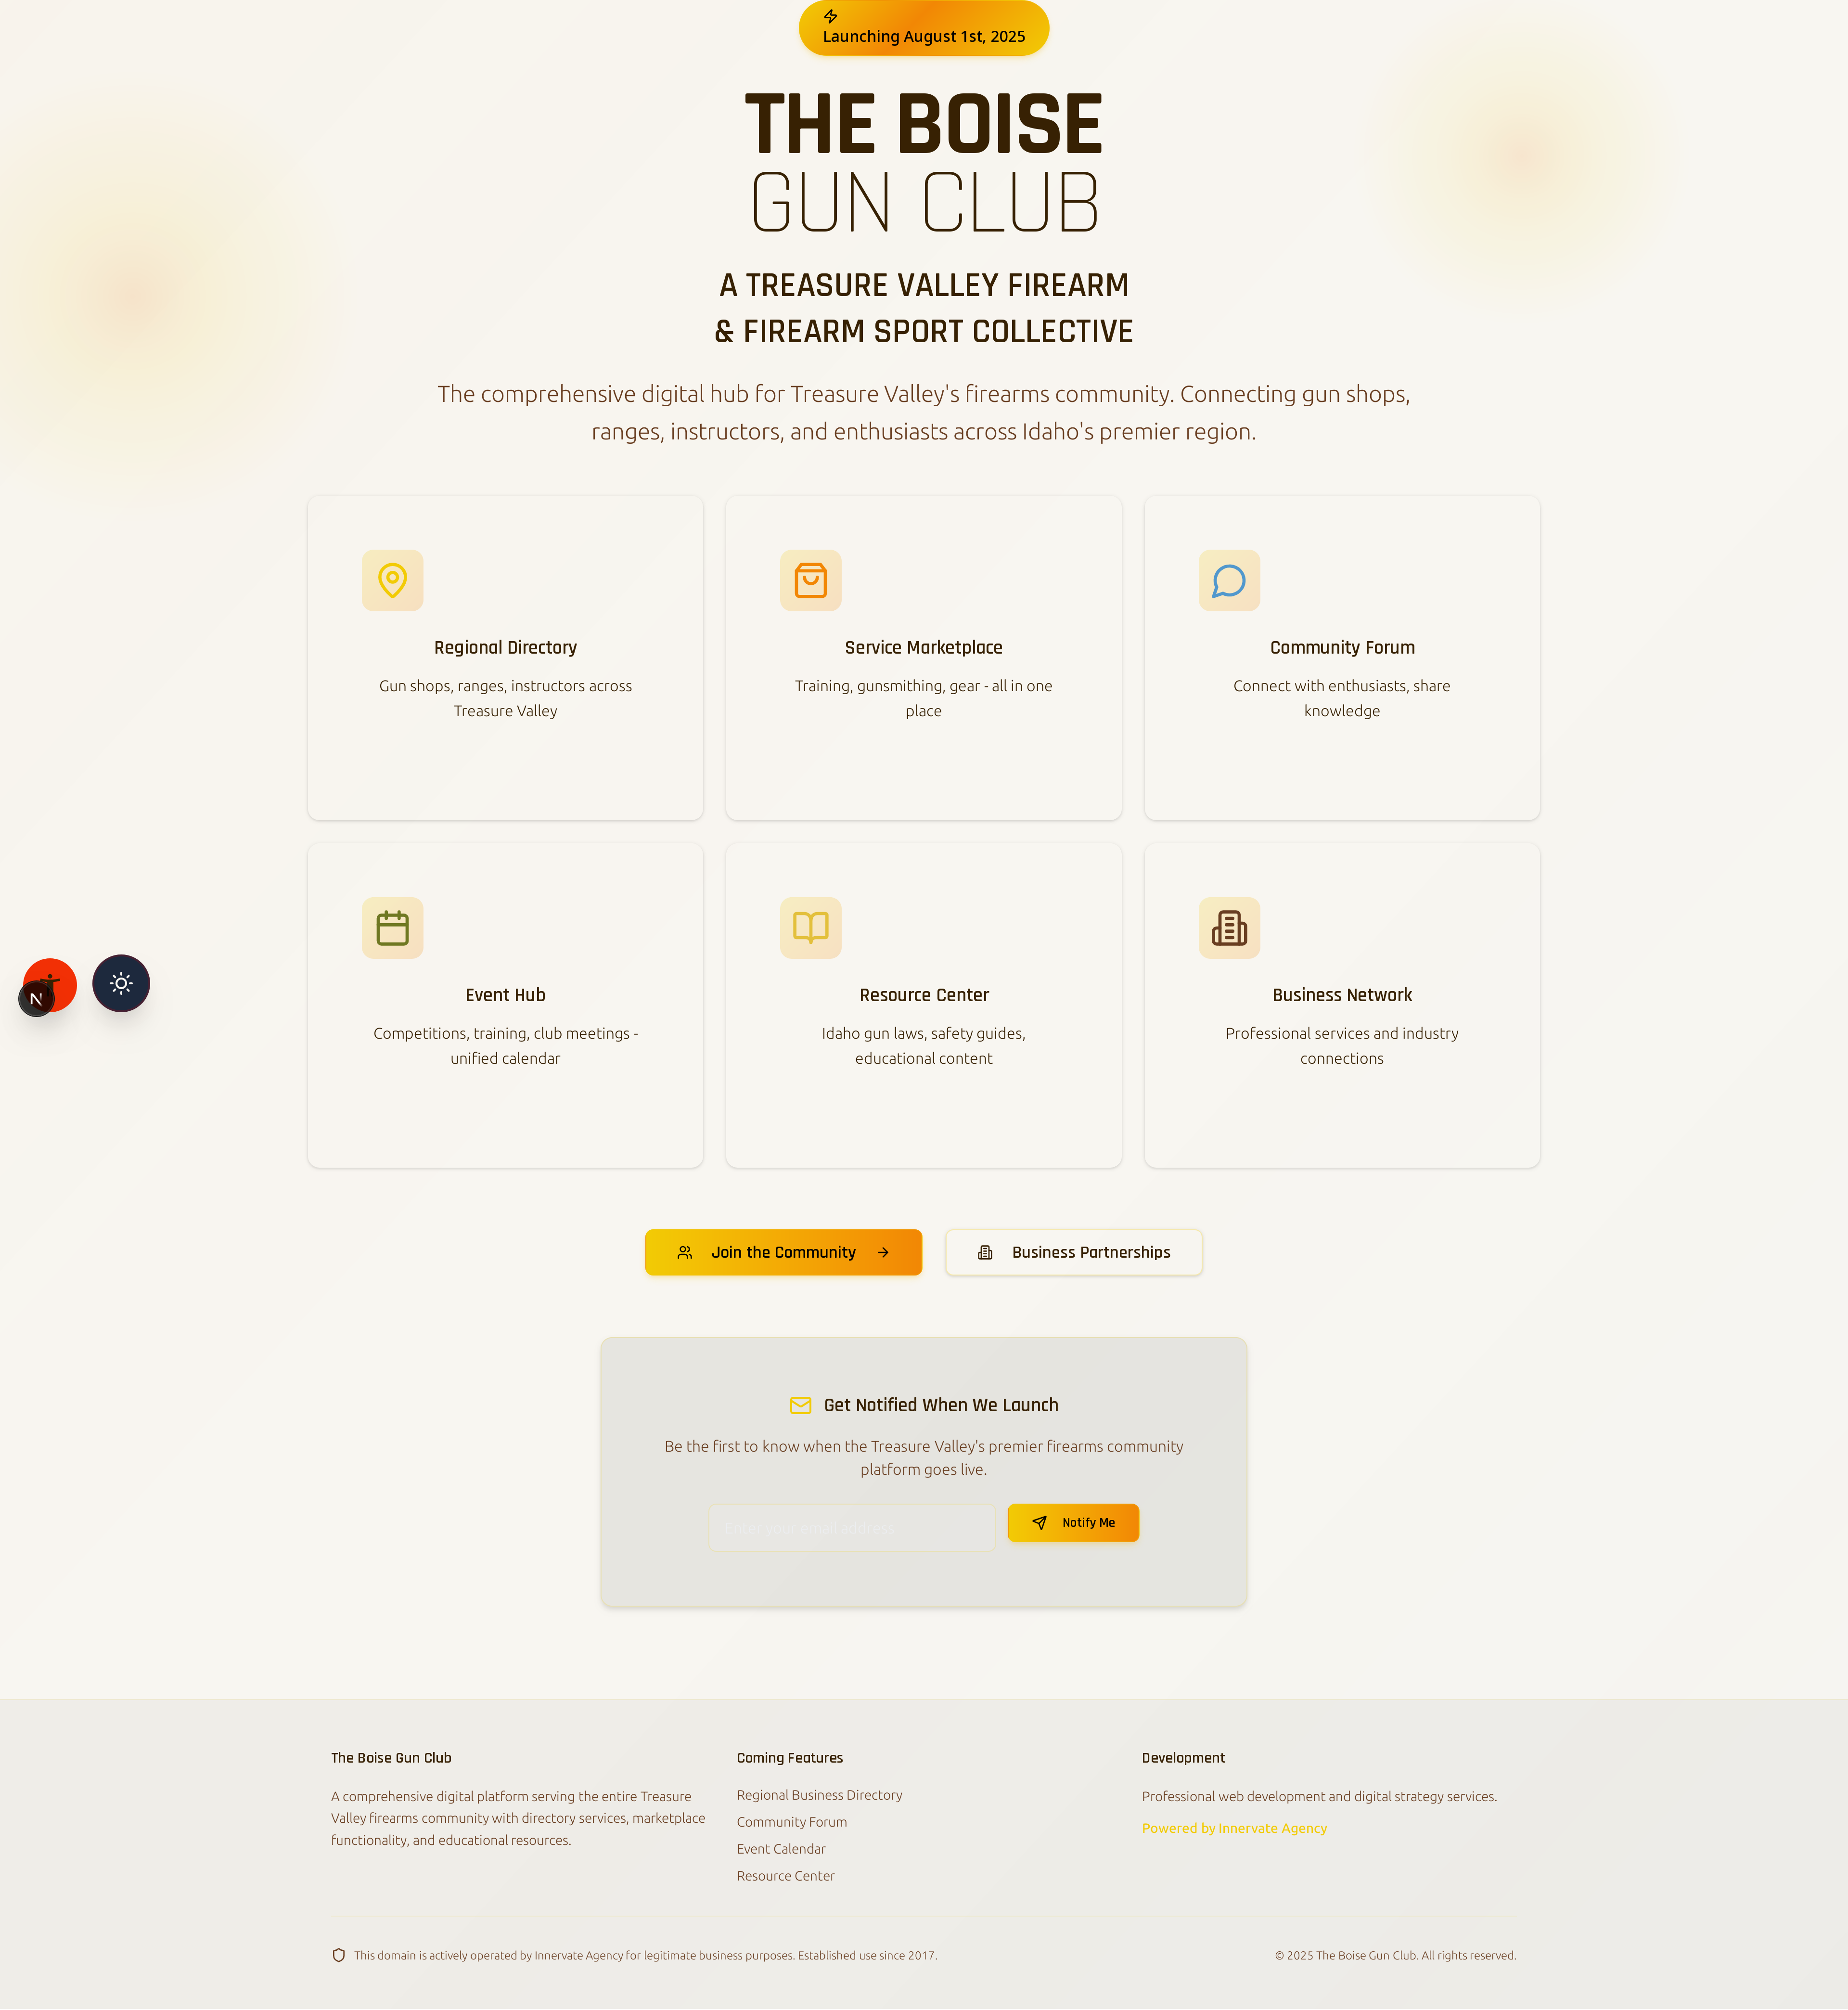 Launching August 1st, 2025
THE BOISE
GUN CLUB
A TREASURE VALLEY FIREARM
& FIREARM SPORT COLLECTIVE
The comprehensive digital hub for Treasure Valley's firearms community. Connecting gun shops,
ranges, instructors, and enthusiasts across Idaho's premier region.
Regional Directory
Gun shops, ranges, instructors across
Treasure Valley
Service Marketplace
Training, gunsmithing, gear - all in one
place
Community Forum
Connect with enthusiasts, share
knowledge
Event Hub
Competitions, training, club meetings -
unified calendar
Resource Center
Idaho gun laws, safety guides,
educational content
Business Network
Professional services and industry
connections
N
Join the Community
Business Partnerships
Get Notified When We Launch
Be the first to know when the Treasure Valley's premier firearms community
platform goes live.
Enter your email address
Notify Me
The Boise Gun Club
A comprehensive digital platform serving the entire Treasure
Valley firearms community with directory services, marketplace
functionality, and educational resources.
Coming Features
Regional Business Directory
Community Forum
Event Calendar
Resource Center
Development
Professional web development and digital strategy services.
Powered by Innervate Agency
This domain is actively operated by Innervate Agency for legitimate business purposes. Established use since 2017.
© 2025 The Boise Gun Club. All rights reserved.